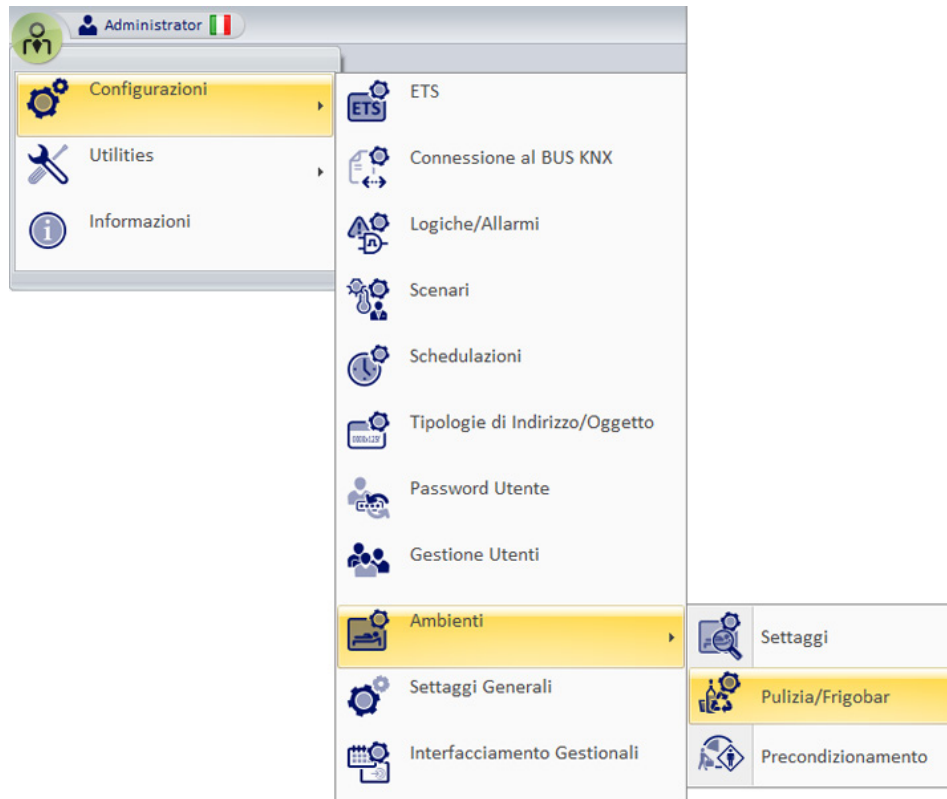 Administrator
Configurazioni
Utilities
Informazioni
ETS
ETS
Connessione al BUS KNX
Logiche/Allarmi
Scenari
Schedulazioni
Tipologie di Indirizzo/Oggetto
Password Utente
Gestione Utenti
Ambienti
Settaggi Generali
Interfacciamento Gestionali
Settaggi
Pulizia/Frigobar
Precondizionamento